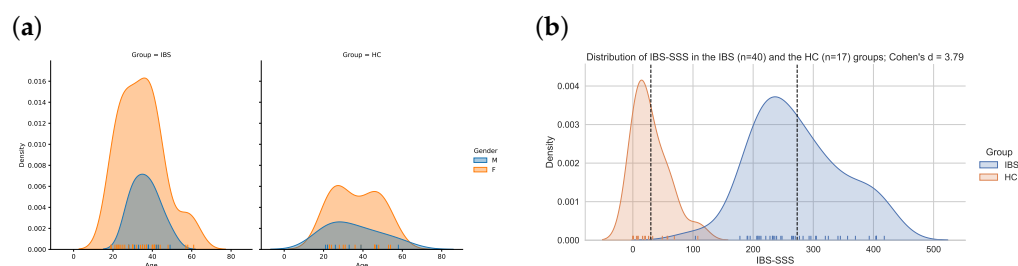 (a)
Group = IBS
Group = HC
0.016
0.014
0.012
0.010
0.008
0.006
0.004
0.002
0.000
Density
0 20 40 60 80
Age
0 20 40 60 80
Age
Gender
M
F
(b)
Distribution of IBS-SSS in the IBS (n=40) and the HC (n=17) groups; Cohen's d = 3.79
0.004
0.003
0.002
0.001
0.000
Density
0 100 200 300 400 500
IBS-SSS
Group
IBS
HC